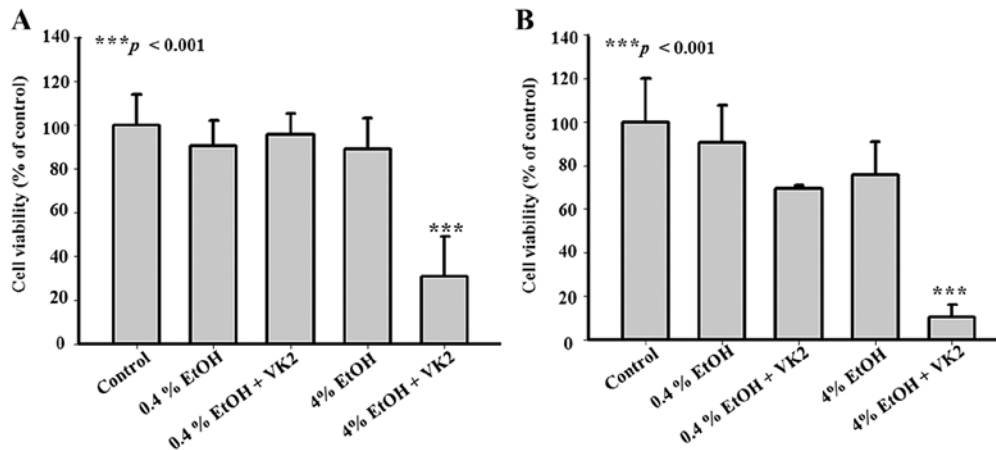 A
***p < 0.001
Cell viability (% of control)
140
120
100
80
60
40
20
0
***
Control
0.4 % EtOH
0.4 % EtOH + VK2
4% EtOH
4% EtOH + VK2
B
***p < 0.001
Cell viability (% of control)
140
120
100
80
60
40
20
0
***
Control
0.4 % EtOH
0.4 % EtOH + VK2
4% EtOH
4% EtOH + VK2